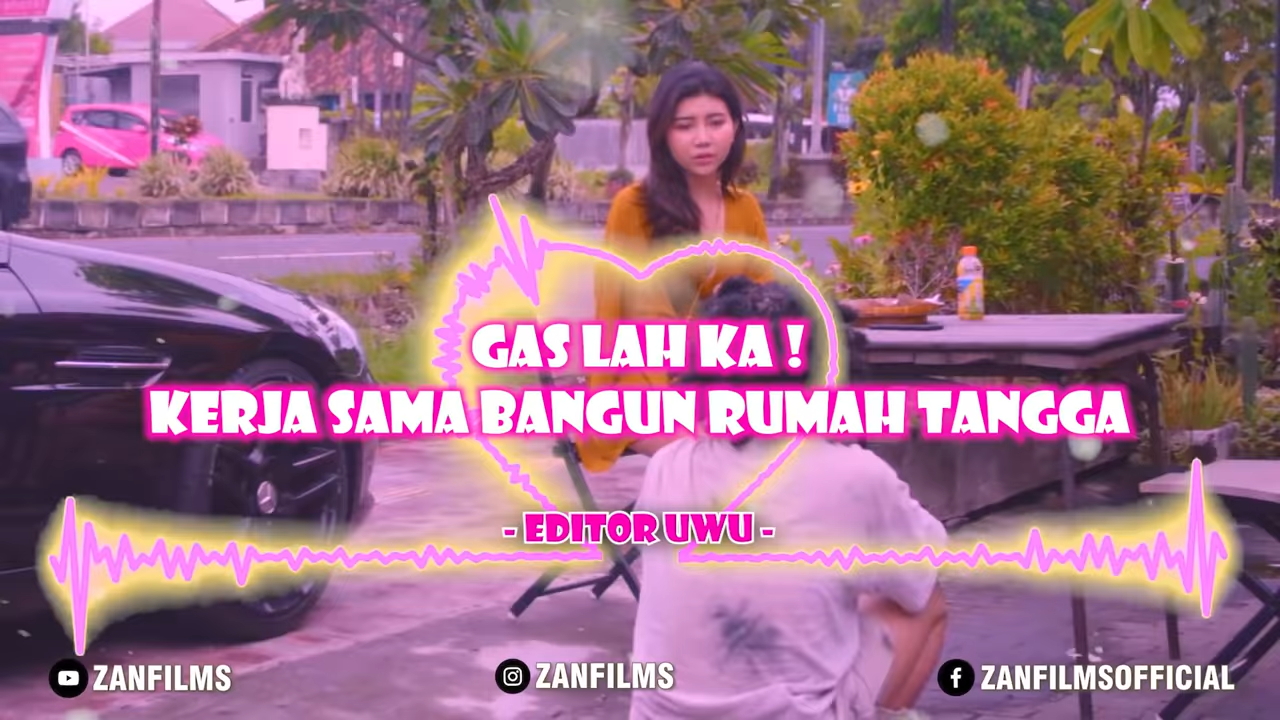 GAS LAH KA !
KERJA SAMA BANGUN RUMAH TANGGA
- EDITOR UWU -
ZANFILMS
ZANFILMS
ZANFILMSOFFICIAL